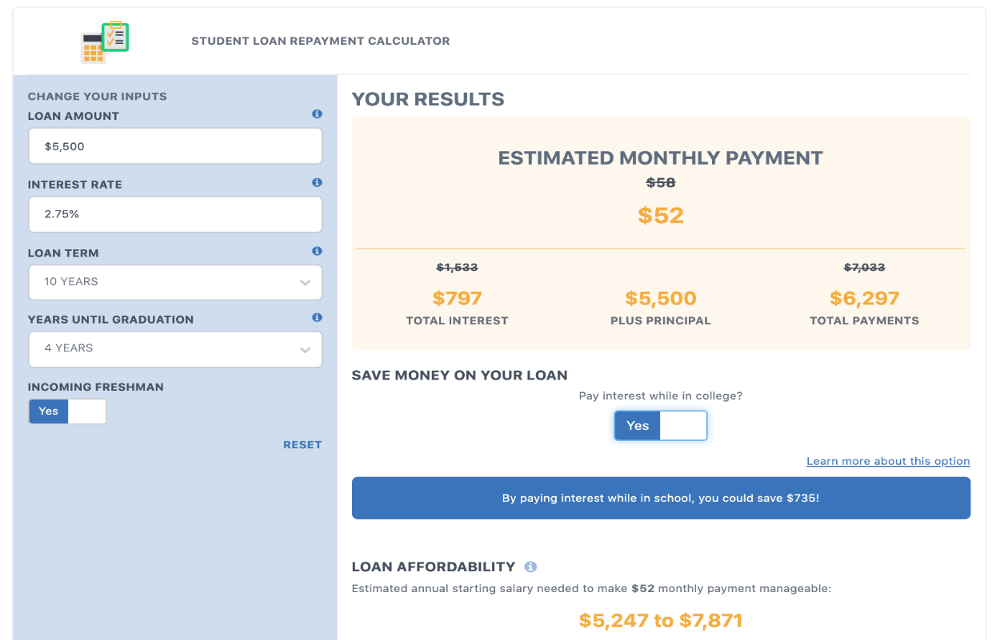 STUDENT LOAN REPAYMENT CALCULATOR
CHANGE YOUR INPUTS
LOAN AMOUNT
$5,500
INTEREST RATE
2.75%
LOAN TERM
10 YEARS
YEARS UNTIL GRADUATION
4 YEARS
INCOMING FRESHMAN
Yes
RESET
YOUR RESULTS
ESTIMATED MONTHLY PAYMENT
$58
$52
$1,533
$797
TOTAL INTEREST
$5,500
PLUS PRINCIPAL
$7,033
$6,297
TOTAL PAYMENTS
SAVE MONEY ON YOUR LOAN
Pay interest while in college?
Yes
Learn more about this option
By paying interest while in school, you could save $735!
LOAN AFFORDABILITY
Estimated annual starting salary needed to make $52 monthly payment manageable:
$5,247 to $7,871